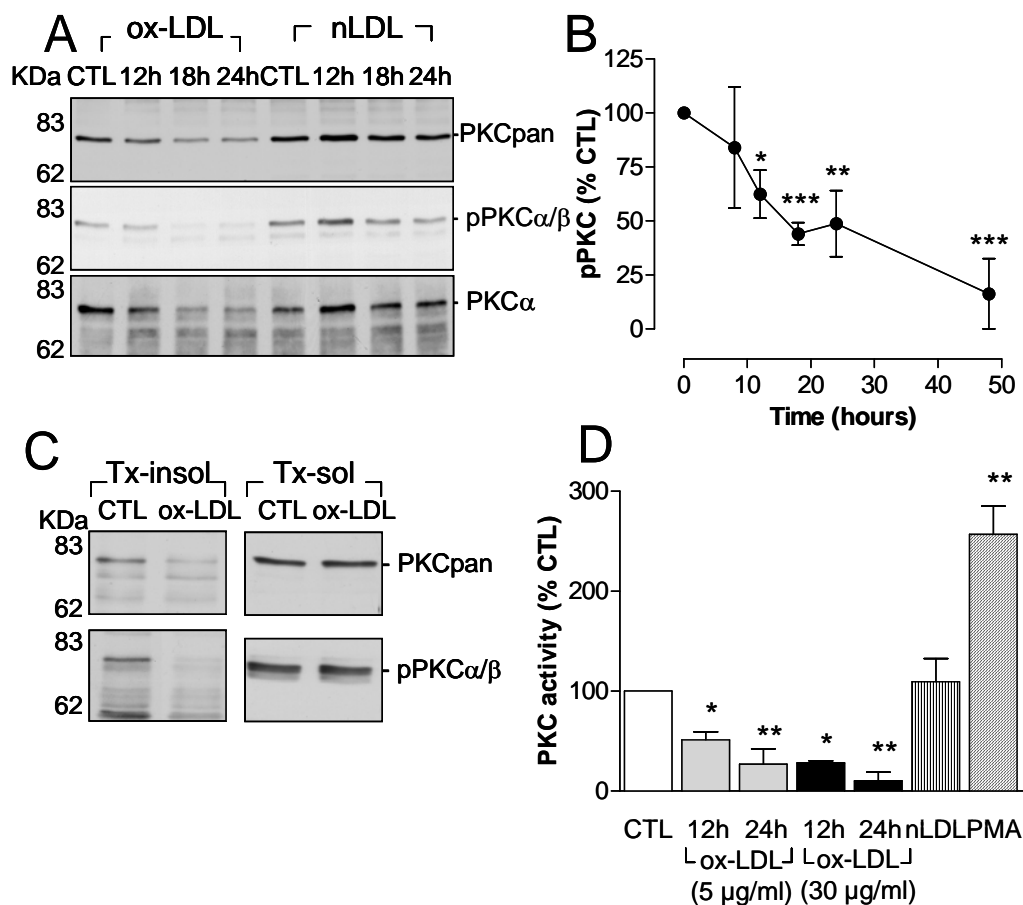 A
ox-LDL nLDL
KDa CTL 12h 18h 24h CTL 12h 18h 24h
83
PKCpan
62
83
pPKCα/β
62
83
PKCα
62
B
pPKC (% CTL)
125
100
75
50
25
0
*
***
**
***
0 10 20 30 40 50
Time (hours)
C
Tx-insol Tx-sol
CTL ox-LDL CTL ox-LDL
KDa
83
PKCpan
62
83
pPKCα/β
62
D
PKC activity (% CTL)
300
200
100
0
*
**
*
**
**
CTL 12h 24h 12h 24h nLDL PMA
ox-LDL ox-LDL
(5 µg/ml) (30 µg/ml)